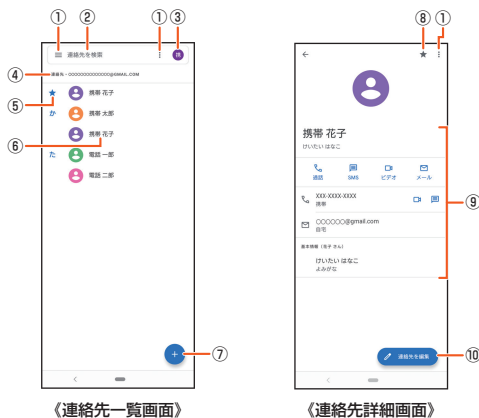 ① ② ① ③
連絡先を検索
携
④ 連絡先・OOOOOOOOOOOOOO@GMAIL.COM
⑤ ★ 携帯 花子
か 携帯 太郎
⑥ 携帯 花子
た 電話 一郎
電話 二郎
+ ⑦
《連絡先一覧画面》
⑧ ①
携帯 花子
けいたい はなこ
通話 SMS ビデオ メール
⑨
XXX-XXXX-XXXX
携帯
○○○○○○@gmail.com
自宅
基本情報(花子 さん)
けいたい はなこ
よみがな
連絡先を編集 ⑩
《連絡先詳細画面》